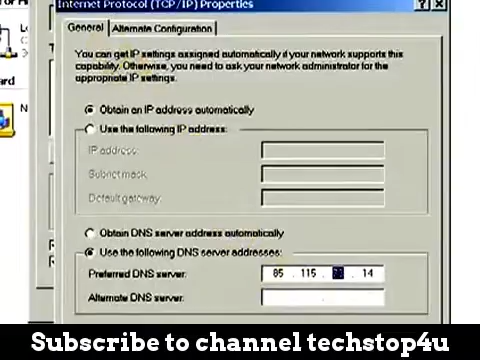 Internet Protocol (TCP/IP) Properties
General
Alternate Configuration
You can get IP settings assigned automatically if your network supports this
capability. Otherwise, you need to ask your network administrator for the
appropriate IP settings.
Obtain an IP address automatically
Use the following IP address:
IP address:
Subnet mask:
Default gateway:
Obtain DNS server address automatically
Use the following DNS server addresses:
Preferred DNS server:
85 . 115 . . 14
Alternate DNS server:
Subscribe to channel techstop4u